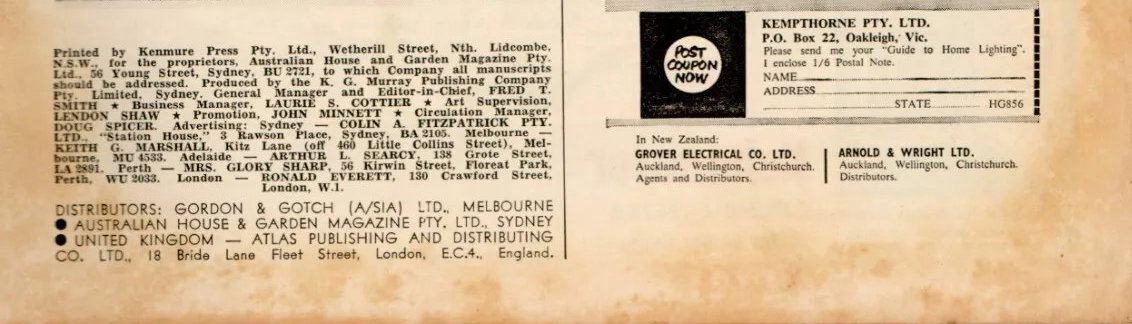 Printed by Kenmure Press Pty. Ltd., Wetherill Street, Nth. Lidcombe,
N.S.W., for the proprietors, Australian House and Garden Magazine Pty.
Ltd., 56 Young Street, Sydney, BU 2721, to which Company all manuscripts
should be addressed. Produced by the K. G. Murray Publishing Company
Pty. Limited, Sydney. General Manager and Editor-in-Chief, FRED T.
SMITH ★ Business Manager, LAURIE S. COTTIER ★ Art Supervision,
LENDON SHAW ★ Promotion, JOHN MINNETT ★ Circulation Manager,
DOUG SPICER. Advertising: Sydney — COLIN A. FITZPATRICK PTY.
LTD., "Station House," 3 Rawson Place, Sydney, BA 2105. Melbourne —
KEITH G. MARSHALL, Kitz Lane (off 460 Little Collins Street), Mel-
bourne, MU 4533. Adelaide — ARTHUR L. SEARCY, 138 Grote Street,
LA 2891. Perth — MRS. GLORY SHARP, 56 Kirwin Street, Floreat Park,
Perth, WU 2033. London — RONALD EVERETT, 130 Crawford Street,
London, W.1.
DISTRIBUTORS: GORDON & GOTCH (A/SIA) LTD., MELBOURNE
● AUSTRALIAN HOUSE & GARDEN MAGAZINE PTY. LTD., SYDNEY
● UNITED KINGDOM — ATLAS PUBLISHING AND DISTRIBUTING
CO. LTD., 18 Bride Lane Fleet Street, London, E.C.4., England.
POST
COUPON
NOW
KEMPTHORNE PTY. LTD.
P.O. Box 22, Oakleigh, Vic.
Please send me your "Guide to Home Lighting".
I enclose 1/6 Postal Note.
NAME
ADDRESS
STATE HG856
In New Zealand:
GROVER ELECTRICAL CO. LTD.
Auckland, Wellington, Christchurch.
Agents and Distributors.
ARNOLD & WRIGHT LTD.
Auckland, Wellington, Christchurch.
Distributors.